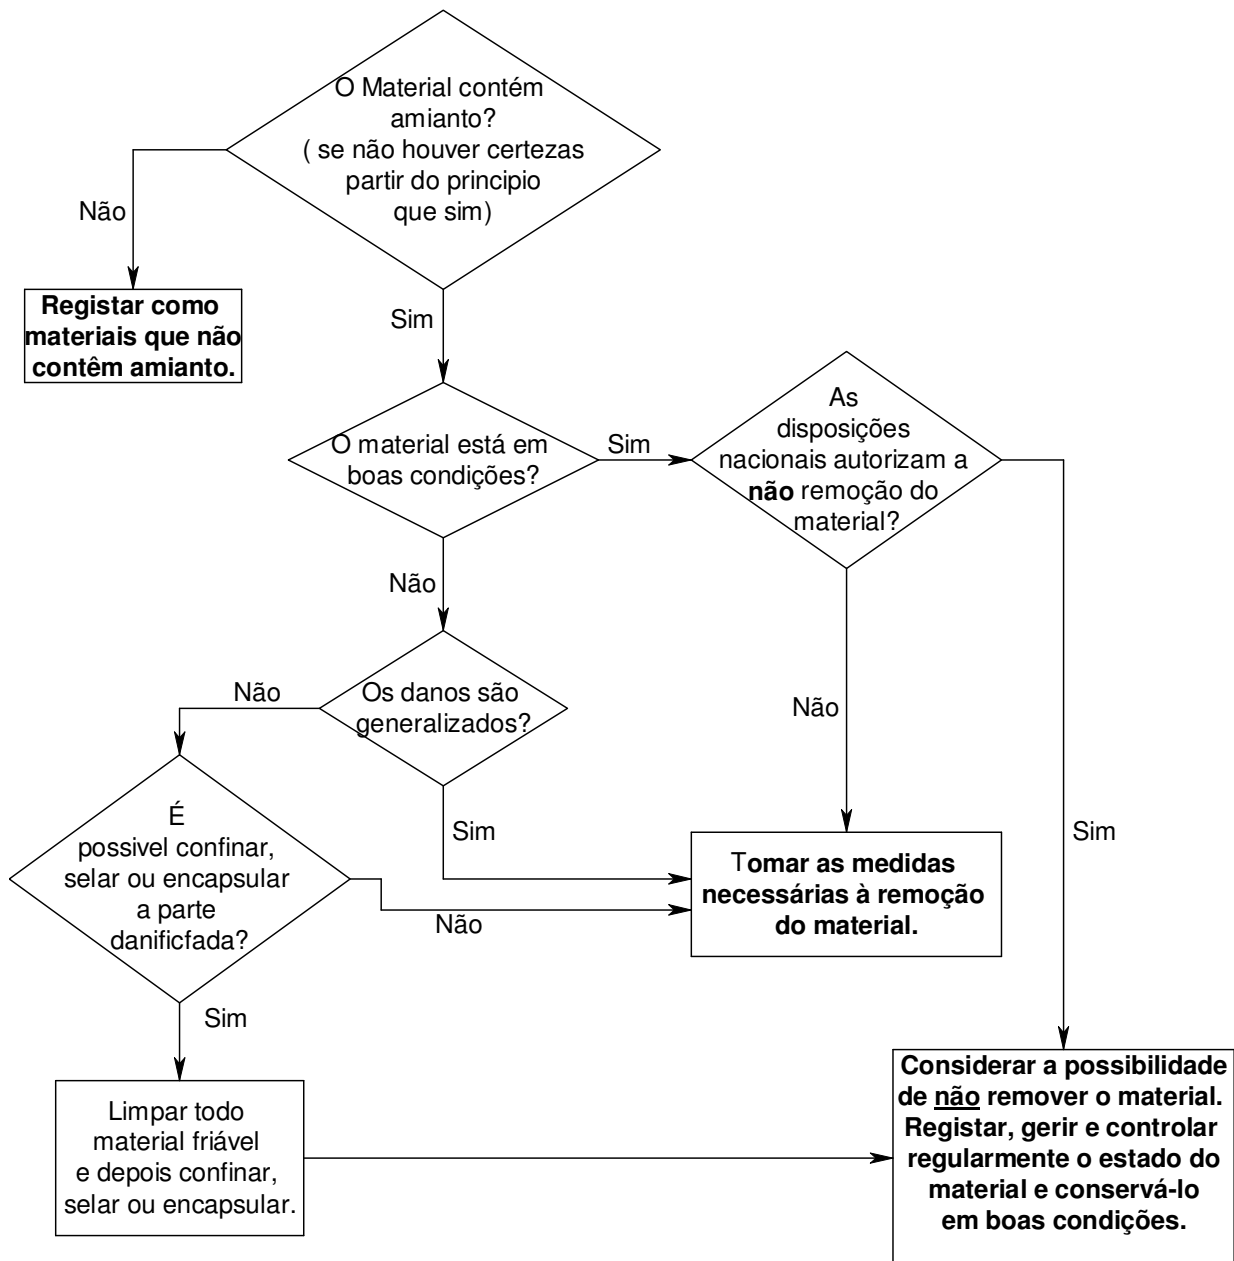 O Material contém
amianto?
( se não houver certezas
partir do principio
que sim)
Não
Registar como
materiais que não
contêm amianto.
Sim
O material está em
boas condições?
Sim
As
disposições
nacionais autorizam a
não remoção do
material?
Não
Não
Os danos são
generalizados?
Não
Sim
Sim
É
possivel confinar,
selar ou encapsular
a parte
danificfada?
Tomar as medidas
necessárias à remoção
do material.
Não
Sim
Limpar todo
material friável
e depois confinar,
selar ou encapsular.
Considerar a possibilidade
de não remover o material.
Registar, gerir e controlar
regularmente o estado do
material e conservá-lo
em boas condições.